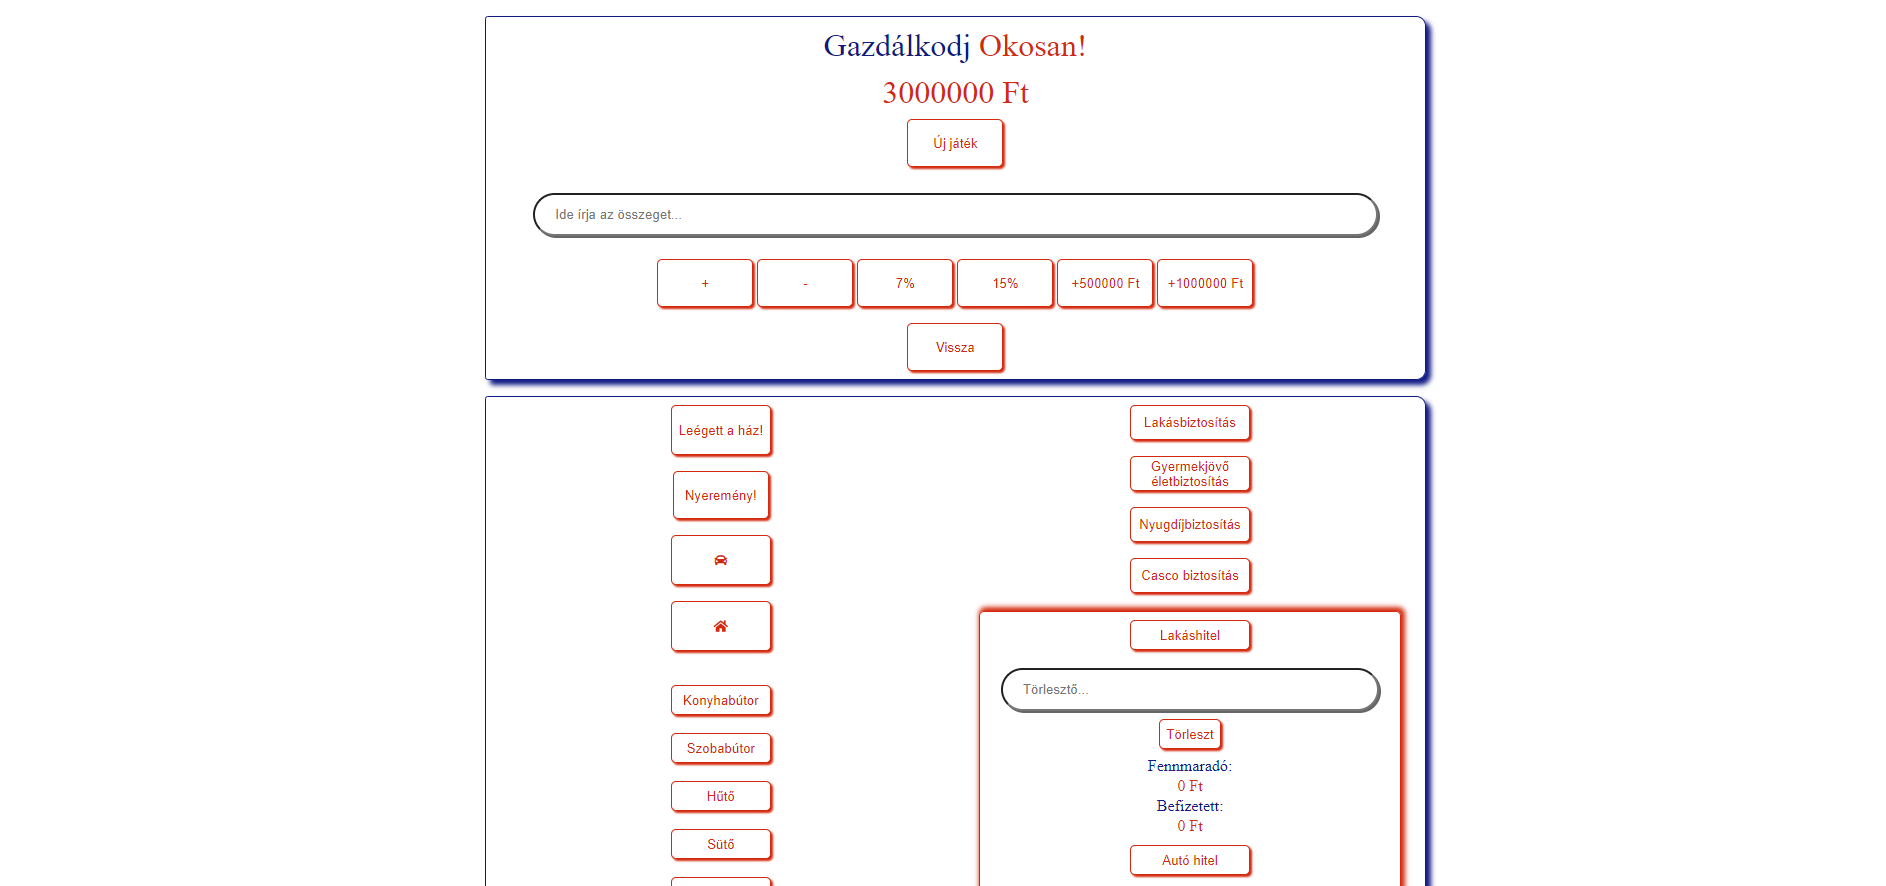 Gazdálkodj Okosan!
3000000 Ft
Új játék
Ide írja az összeget...
+ - 7% 15% +500000 Ft +1000000 Ft
Vissza
Leégett a ház!
Nyeremény!
Konyhabútor
Szobabútor
Hűtő
Sütő
Lakásbiztosítás
Gyermekjövő
életbiztosítás
Nyugdíjbiztosítás
Casco biztosítás
Lakáshitel
Törlesztő...
Törleszt
Fennmaradó:
0 Ft
Befizetett:
0 Ft
Autó hitel